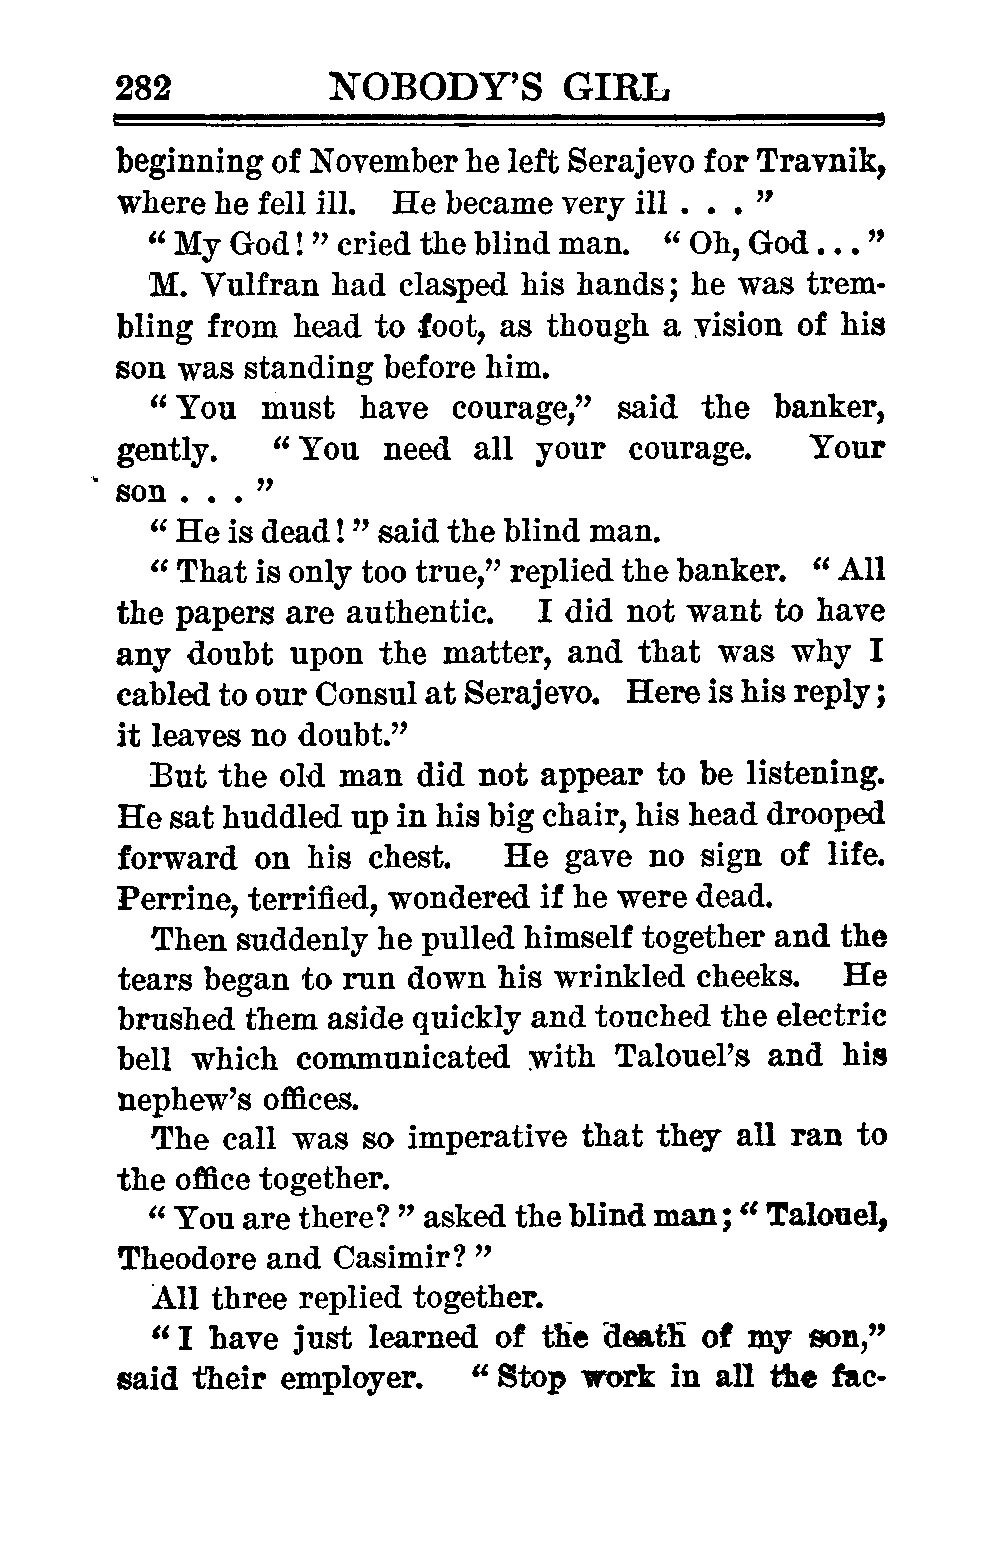 282 NOBODY'S GIRL
beginning of November he left Serajevo for Travnik,
where he fell ill. He became very ill . . . ”
“ My God! ” cried the blind man. “ Oh, God . . . ”
M. Vulfran had clasped his hands; he was trem-
bling from head to foot, as though a vision of his
son was standing before him.
“ You must have courage,” said the banker,
gently. “ You need all your courage. Your
son . . . ”
“ He is dead! ” said the blind man.
“ That is only too true,” replied the banker. “ All
the papers are authentic. I did not want to have
any doubt upon the matter, and that was why I
cabled to our Consul at Serajevo. Here is his reply;
it leaves no doubt.”
But the old man did not appear to be listening.
He sat huddled up in his big chair, his head drooped
forward on his chest. He gave no sign of life.
Perrine, terrified, wondered if he were dead.
Then suddenly he pulled himself together and the
tears began to run down his wrinkled cheeks. He
brushed them aside quickly and touched the electric
bell which communicated with Talouel's and his
nephew's offices.
The call was so imperative that they all ran to
the office together.
“ You are there? ” asked the blind man; “ Talouel,
Theodore and Casimir? ”
All three replied together.
“ I have just learned of the death of my son,”
said their employer. “ Stop work in all the fac-